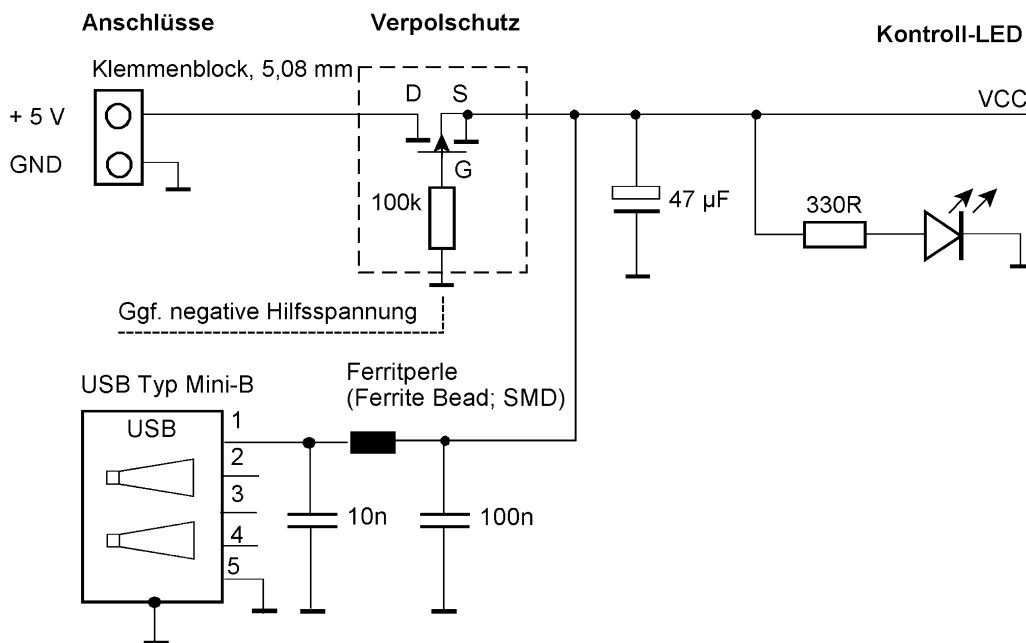 Anschlüsse
Verpolschutz
Kontroll-LED
Klemmenblock, 5,08 mm
D S
VCC
+ 5 V
GND
G
100k
47 µF
330R
Ggf. negative Hilfsspannung
USB Typ Mini-B
Ferritperle
(Ferrite Bead; SMD)
USB
1
2
3
4
5
10n
100n